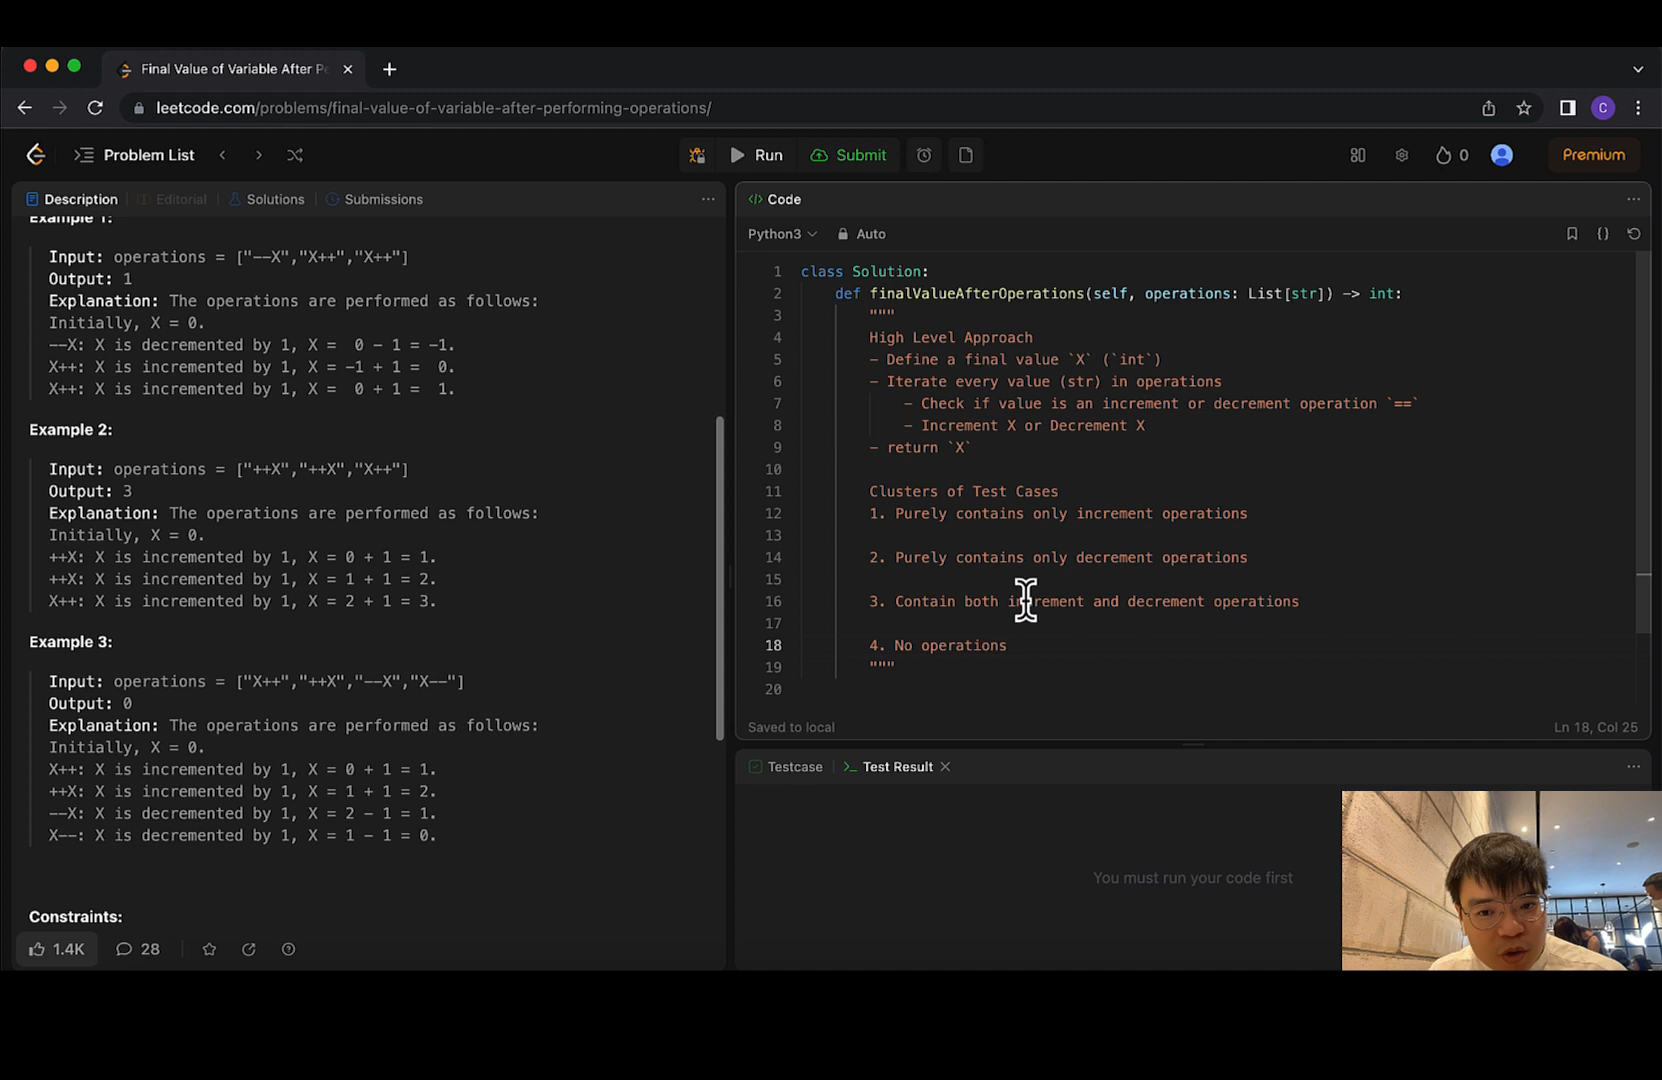 Final Value of Variable After Pe
leetcode.com/problems/final-value-of-variable-after-performing-operations/
C
Problem List
Run
Submit
0
Premium
Description
Editorial
Solutions
Submissions
Example 1:
Input: operations = ["--X","X++","X++"]
Output: 1
Explanation: The operations are performed as follows:
Initially, X = 0.
--X: X is decremented by 1, X =  0 - 1 = -1.
X++: X is incremented by 1, X = -1 + 1 =  0.
X++: X is incremented by 1, X =  0 + 1 =  1.
Example 2:
Input: operations = ["++X","++X","X++"]
Output: 3
Explanation: The operations are performed as follows:
Initially, X = 0.
++X: X is incremented by 1, X = 0 + 1 = 1.
++X: X is incremented by 1, X = 1 + 1 = 2.
X++: X is incremented by 1, X = 2 + 1 = 3.
Example 3:
Input: operations = ["X++","++X","--X","X--"]
Output: 0
Explanation: The operations are performed as follows:
Initially, X = 0.
X++: X is incremented by 1, X = 0 + 1 = 1.
++X: X is incremented by 1, X = 1 + 1 = 2.
--X: X is decremented by 1, X = 2 - 1 = 1.
X--: X is decremented by 1, X = 1 - 1 = 0.
Constraints:
1.4K
28
</> Code
Python3
Auto
1 class Solution:
2 def finalValueAfterOperations(self, operations: List[str]) -> int:
3 """
4 High Level Approach
5 - Define a final value `X` (`int`)
6 - Iterate every value (str) in operations
7 - Check if value is an increment or decrement operation `==`
8 - Increment X or Decrement X
9 - return `X`
10
11 Clusters of Test Cases
12 1. Purely contains only increment operations
13
14 2. Purely contains only decrement operations
15
16 3. Contain both increment and decrement operations
17
18 4. No operations
19 """
20
Saved to local
Ln 18, Col 25
Testcase
>_ Test Result
You must run your code first